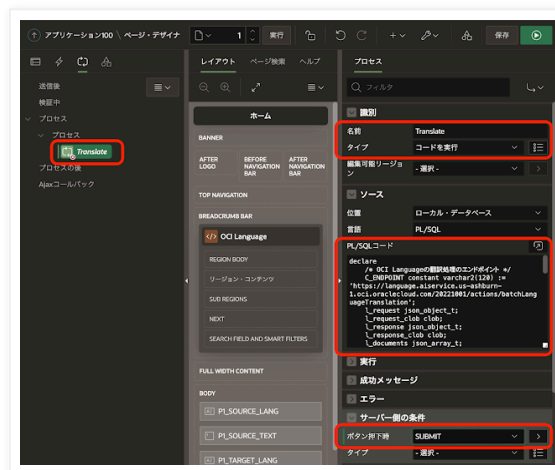 アプリケーション100 \ ページ・デザイナ
1
実行
保存
送信後
検証中
プロセス
プロセス
Translate
プロセスの後
Ajaxコールバック
レイアウト
ページ検索
ヘルプ
ホーム
BANNER
AFTER LOGO
BEFORE NAVIGATION BAR
AFTER NAVIGATION BAR
TOP NAVIGATION
BREADCRUMB BAR
OCI Language
REGION BODY
リージョン・コンテンツ
SUB REGIONS
NEXT
SEARCH FIELD AND SMART FILTERS
FULL WIDTH CONTENT
BODY
P1_SOURCE_LANG
P1_SOURCE_TEXT
P1_TARGET_LANG
プロセス
フィルタ
識別
名前 Translate
タイプ コードを実行
編集可能リージョン - 選択 -
ソース
位置 ローカル・データベース
言語 PL/SQL
PL/SQLコード
declare
/* OCI Languageの翻訳処理のエンドポイント */
C_ENDPOINT constant varchar2(120) :=
'https://language.aiservice.us-ashburn-
1.oci.oraclecloud.com/20221001/actions/batchLang
uageTranslation';
l_request json_object_t;
l_request_clob clob;
l_response json_object_t;
l_response_clob clob;
l_documents json_array_t;
実行
成功メッセージ
エラー
サーバー側の条件
ボタン押下時 SUBMIT
タイプ - 選択 -